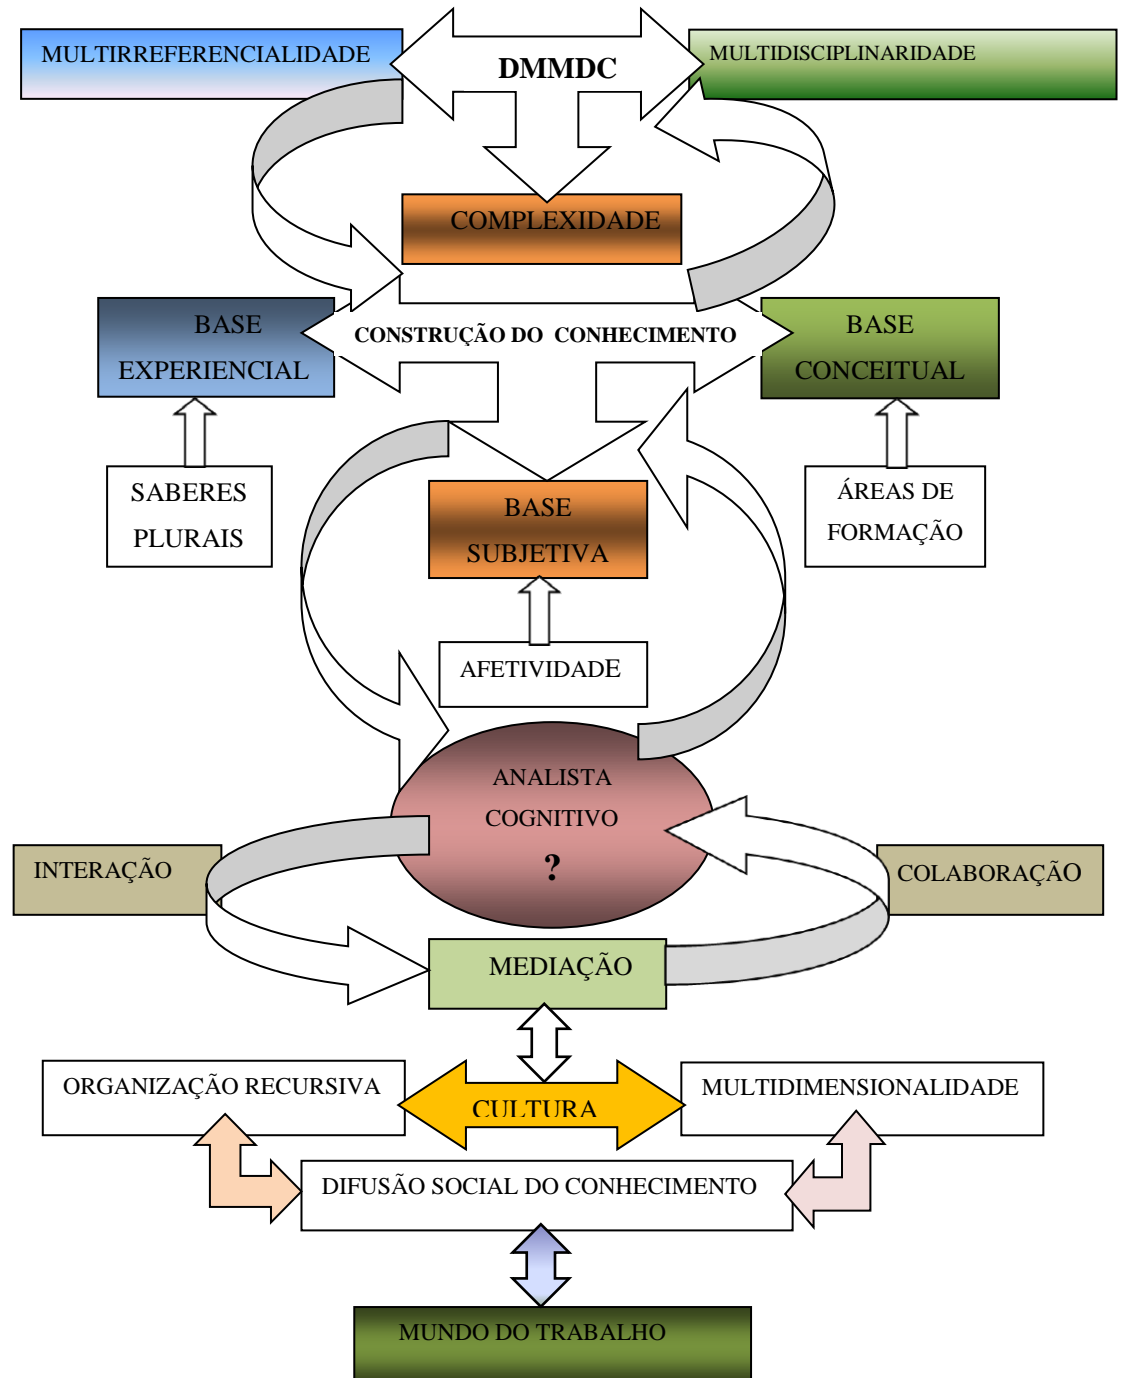 MULTIRREFERENCIALIDADE
DMMDC
MULTIDISCIPLINARIDADE
COMPLEXIDADE
BASE
EXPERIENCIAL
CONSTRUÇÃO DO CONHECIMENTO
BASE
CONCEITUAL
SABERES
PLURAIS
BASE
SUBJETIVA
ÁREAS DE
FORMAÇÃO
AFETIVIDADE
ANALISTA
COGNITIVO
?
INTERAÇÃO
COLABORAÇÃO
MEDIAÇÃO
ORGANIZAÇÃO RECURSIVA
CULTURA
MULTIDIMENSIONALIDADE
DIFUSÃO SOCIAL DO CONHECIMENTO
MUNDO DO TRABALHO